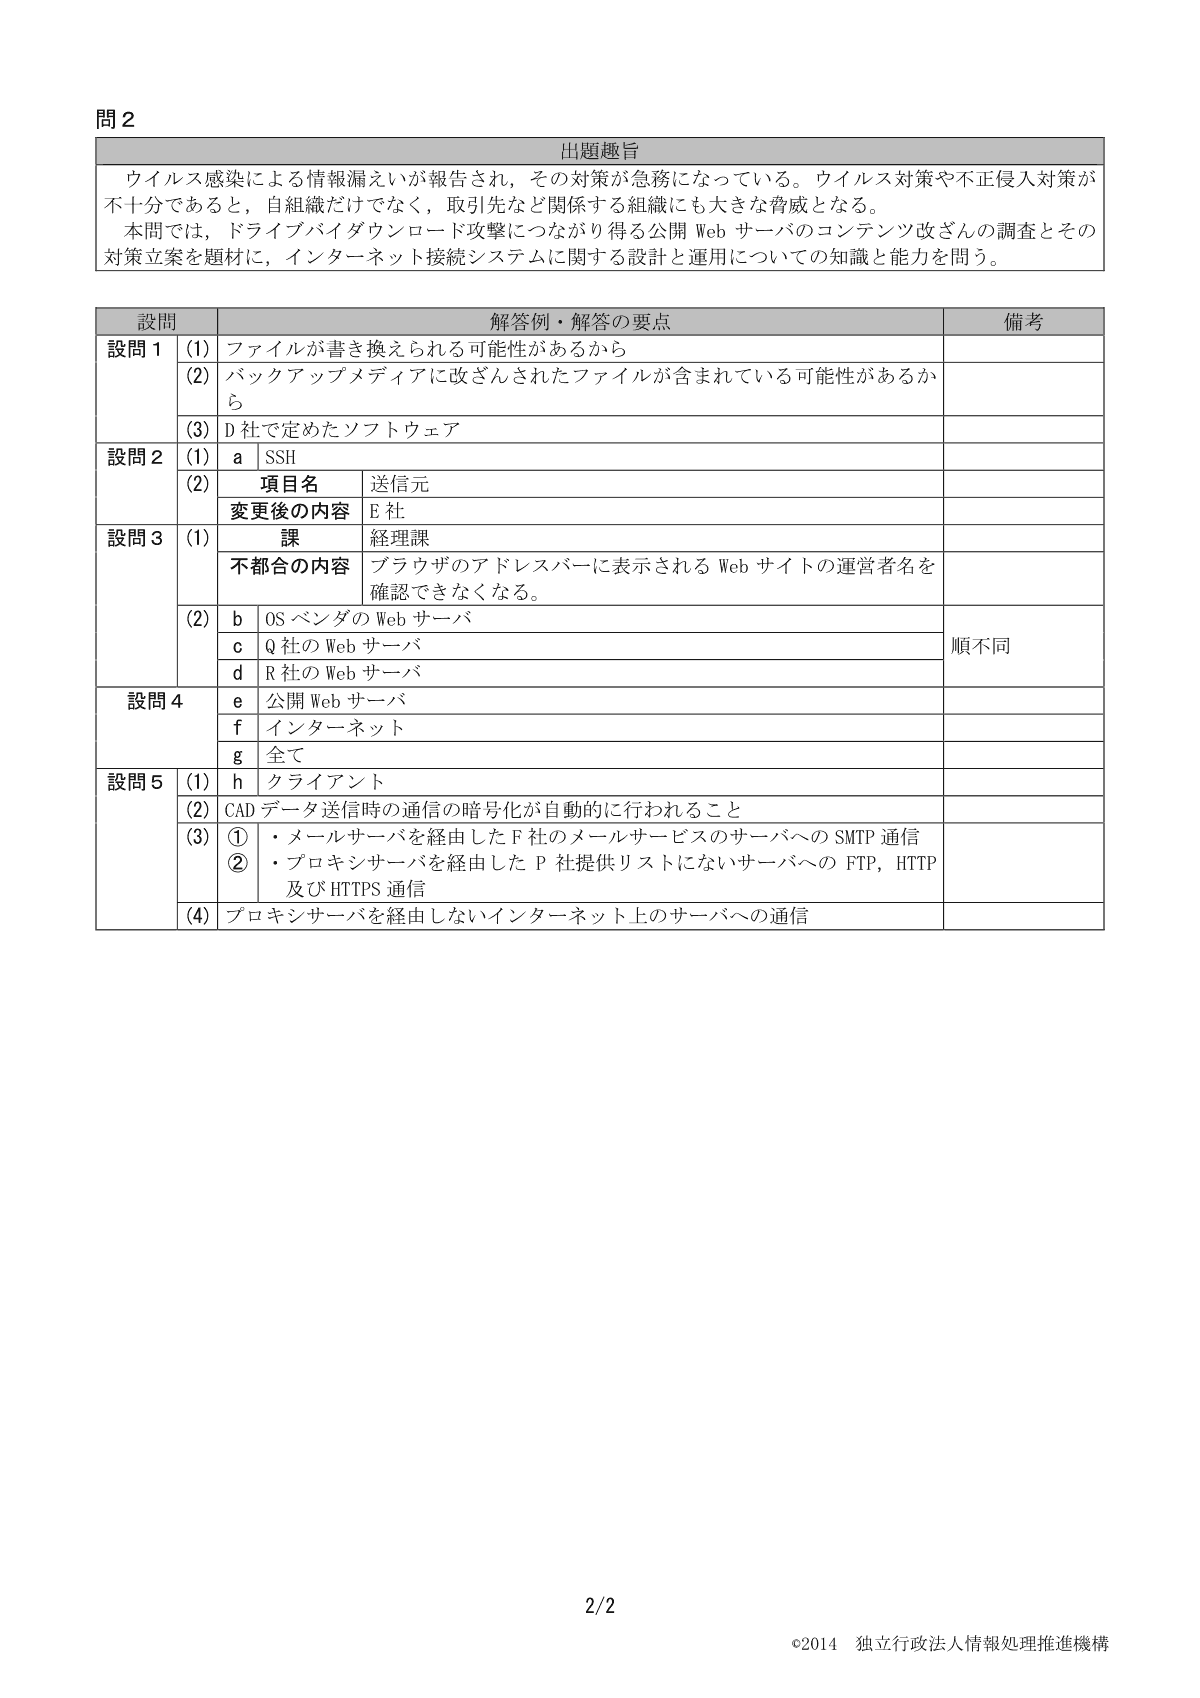 問２
出題趣旨
ウイルス感染による情報漏えいが報告され，その対策が急務になっている。ウイルス対策や不正侵入対策が
不十分であると，自組織だけでなく，取引先など関係する組織にも大きな脅威となる。
本問では，ドライブバイダウンロード攻撃につながり得る公開 Web サーバのコンテンツ改ざんの調査とその
対策立案を題材に，インターネット接続システムに関する設計と運用についての知識と能力を問う。
設問 解答例・解答の要点 備考
設問１ (1) ファイルが書き換えられる可能性があるから
(2) バックアップメディアに改ざんされたファイルが含まれている可能性があるか
ら
(3) D 社で定めたソフトウェア
設問２ (1) a SSH
(2) 項目名 送信元
変更後の内容 E 社
設問３ (1) 課 経理課
不都合の内容 ブラウザのアドレスバーに表示される Web サイトの運営者名を
確認できなくなる。
(2) b OS ベンダの Web サーバ
c Q 社の Web サーバ 順不同
d R 社の Web サーバ
設問４ e 公開 Web サーバ
f インターネット
g 全て
設問５ (1) h クライアント
(2) CAD データ送信時の通信の暗号化が自動的に行われること
(3) ① ・メールサーバを経由した F 社のメールサービスのサーバへの SMTP 通信
② ・プロキシサーバを経由した P 社提供リストにないサーバへの FTP，HTTP
及び HTTPS 通信
(4) プロキシサーバを経由しないインターネット上のサーバへの通信
2/2
©2014 独立行政法人情報処理推進機構